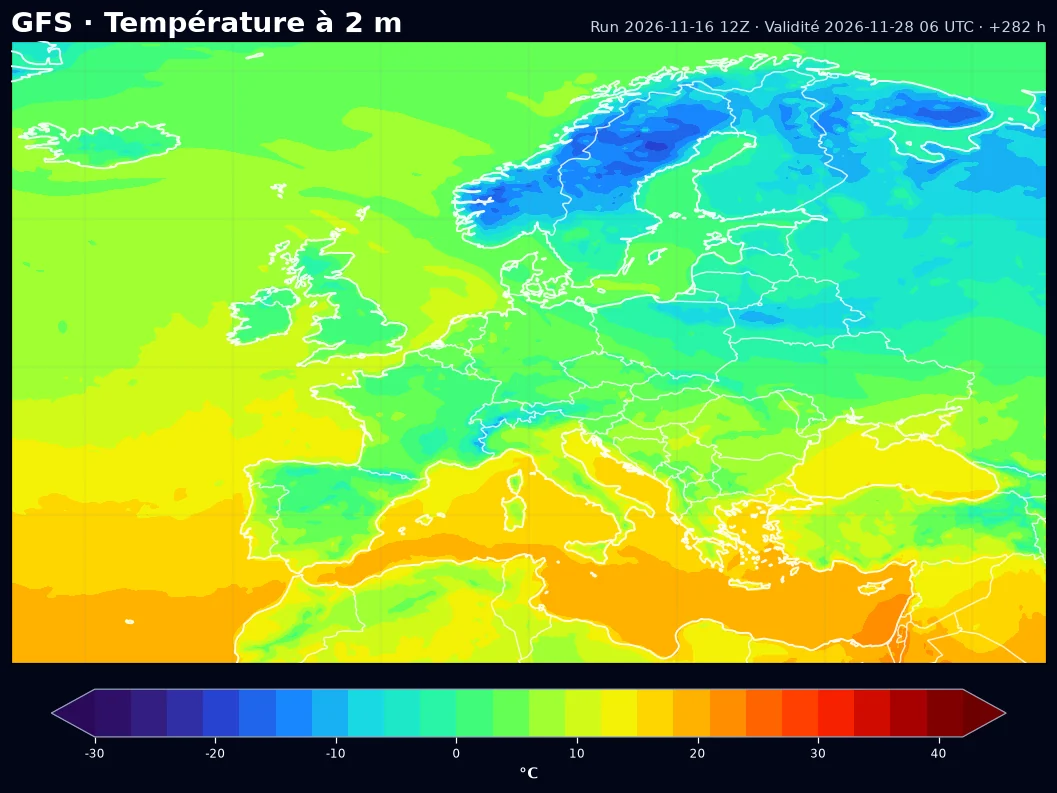 GFS · Température à 2 m
Run 2026-11-16 12Z · Validité 2026-11-28 06 UTC · +282 h
-30 -20 -10 0 10 20 30 40
°C